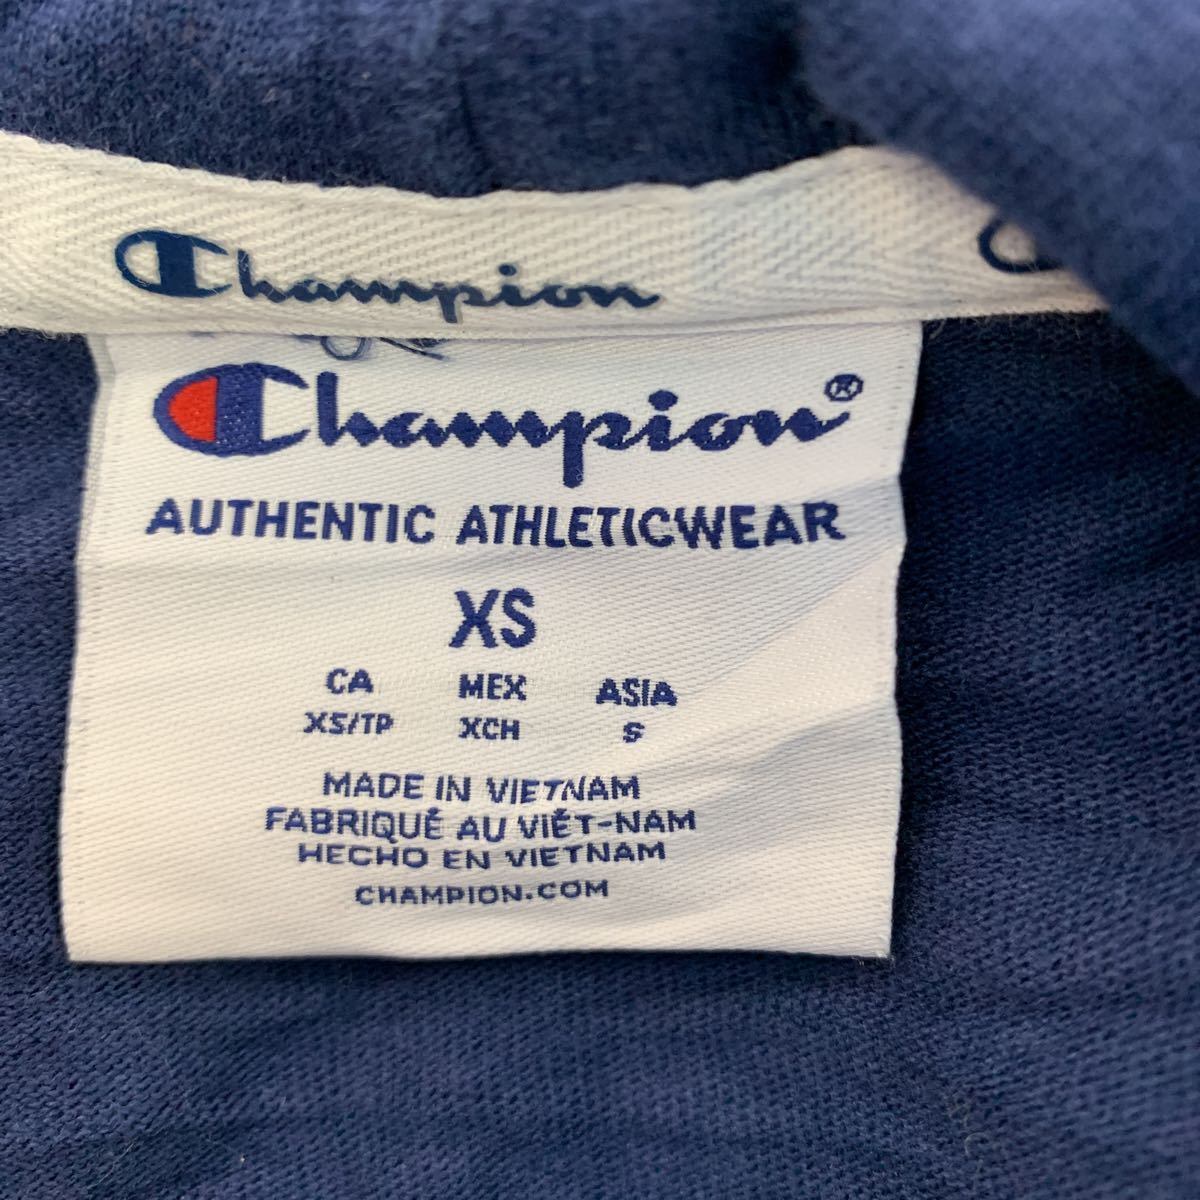 Champion
Champion®
AUTHENTIC ATHLETICWEAR
XS
CA MEX ASIA
XS/TP XCH S
MADE IN VIETNAM
FABRIQUÉ AU VIÊT-NAM
HECHO EN VIETNAM
CHAMPION.COM